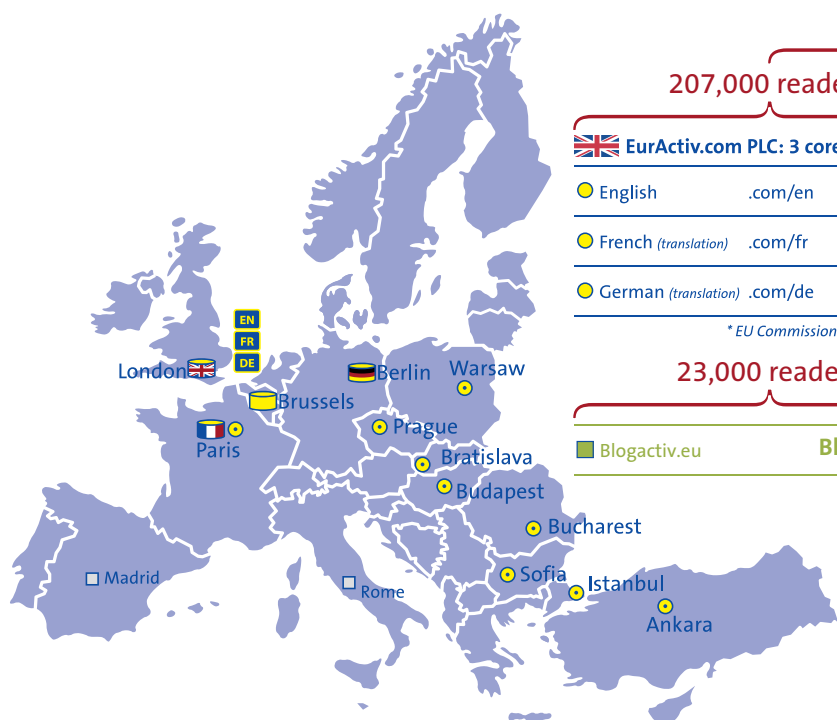 207,000 reade
EurActiv.com PLC: 3 core
English .com/en
French (translation) .com/fr
German (translation) .com/de
* EU Commission
23,000 reade
Blogactiv.eu Bl
EN
FR
DE
London
Berlin
Warsaw
Brussels
Prague
Paris
Bratislava
Budapest
Bucharest
Madrid
Rome
Sofia
Istanbul
Ankara